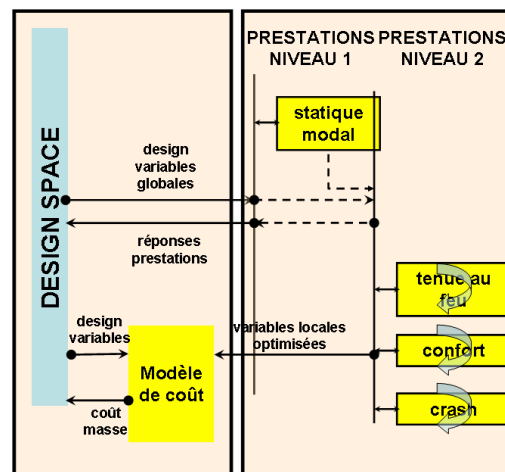 PRESTATIONS
NIVEAU 1
PRESTATIONS
NIVEAU 2
statique
modal
design
variables
globales
DESIGN SPACE
réponses
prestations
tenue au
feu
design
variables
variables locales
optimisées
confort
Modèle
de coût
coût
masse
crash